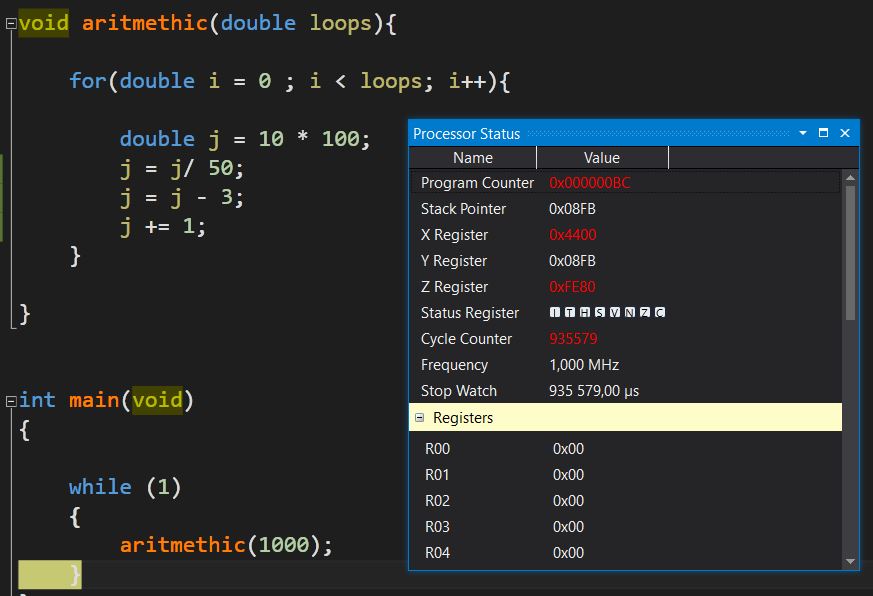 void aritmethic(double loops){
for(double i = 0 ; i < loops; i++){
double j = 10 * 100;
j = j/ 50;
j = j - 3;
j += 1;
}
}
int main(void)
{
while (1)
{
aritmethic(1000);
}
Processor Status
Name Value
Program Counter 0x000000BC
Stack Pointer 0x08FB
X Register 0x4400
Y Register 0x08FB
Z Register 0xFE80
Status Register I T H S V N Z C
Cycle Counter 935579
Frequency 1,000 MHz
Stop Watch 935 579,00 µs
Registers
R00 0x00
R01 0x00
R02 0x00
R03 0x00
R04 0x00